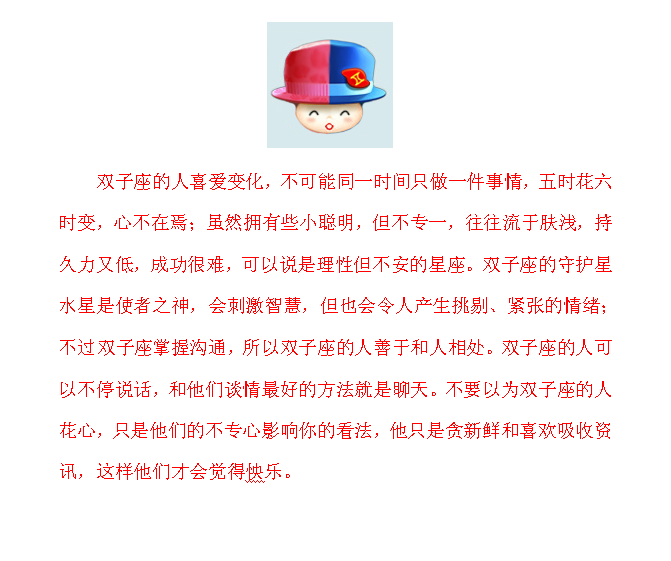 双子座的人喜爱变化，不可能同一时间只做一件事情，五时花六
时变，心不在焉；虽然拥有些小聪明，但不专一，往往流于肤浅，持
久力又低，成功很难，可以说是理性但不安的星座。双子座的守护星
水星是使者之神，会刺激智慧，但也会令人产生挑剔、紧张的情绪；
不过双子座掌握沟通，所以双子座的人善于和人相处。双子座的人可
以不停说话，和他们谈情最好的方法就是聊天。不要以为双子座的人
花心，只是他们的不专心影响你的看法，他只是贪新鲜和喜欢吸收资
讯，这样他们才会觉得快乐。